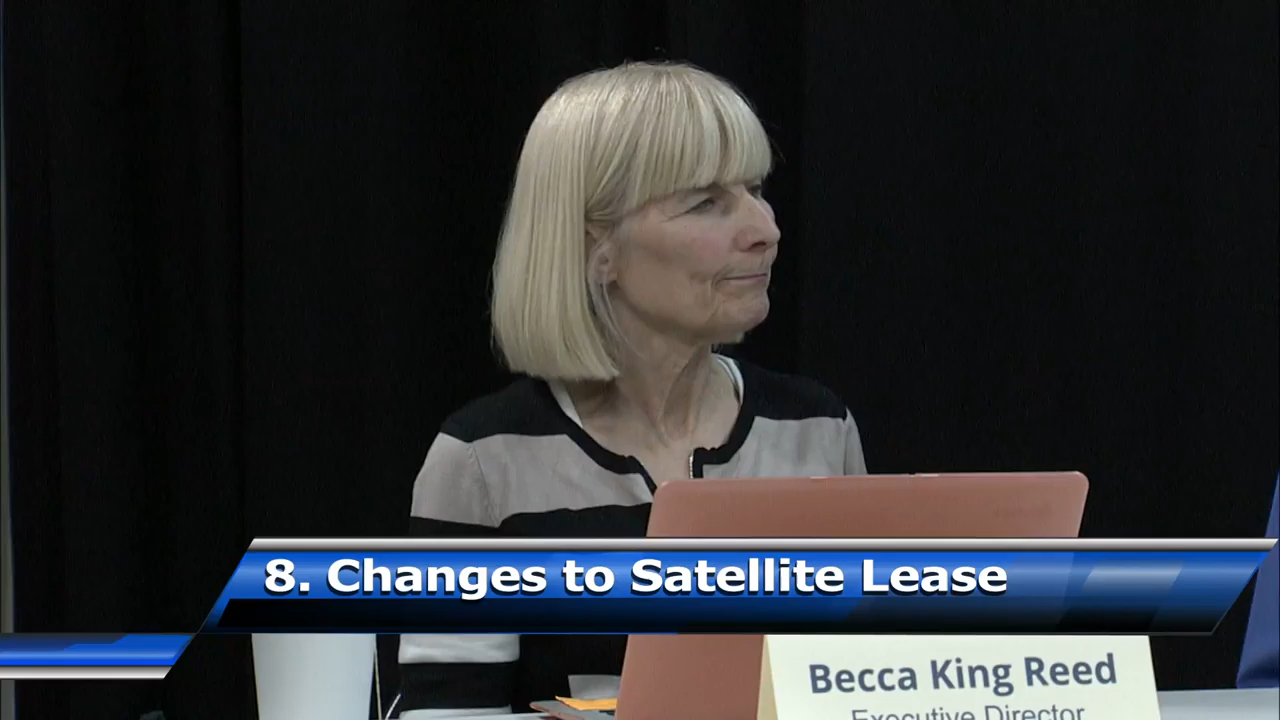 8. Changes to Satellite Lease
Becca King Reed
Executive Director